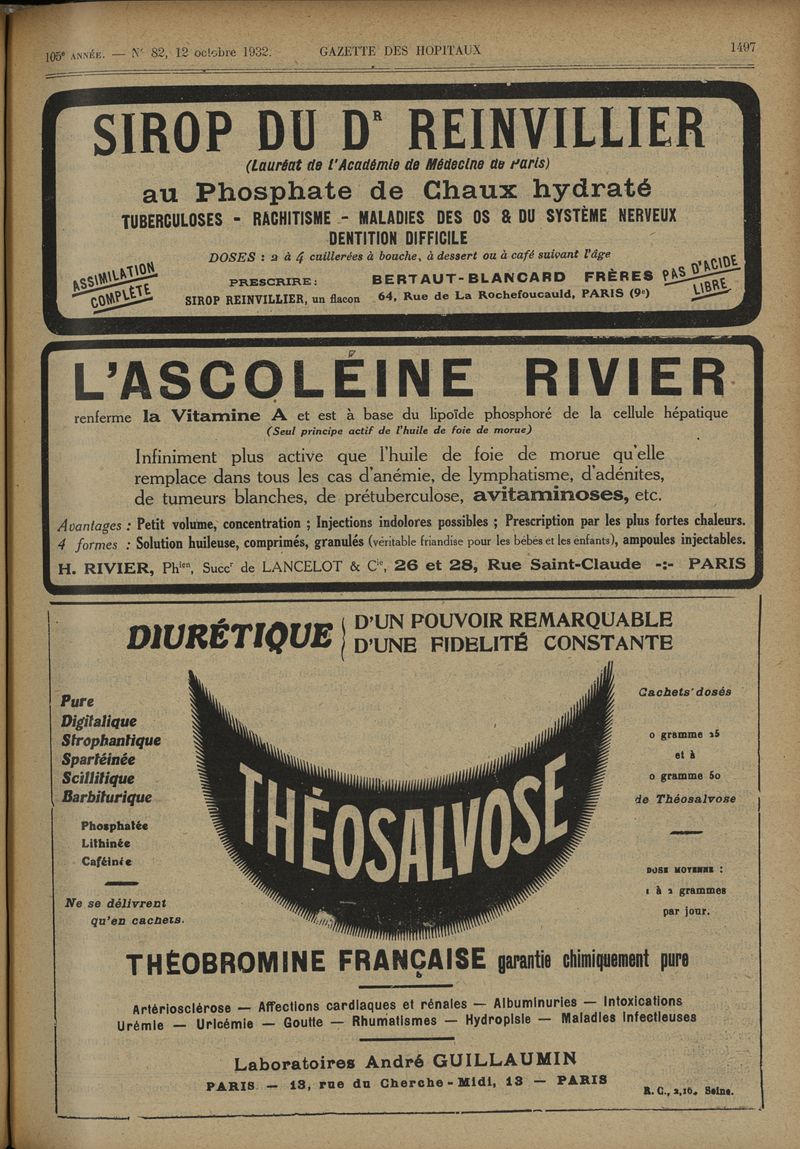 105e ANNÉE. — No 82, 12 octobre 1932. GAZETTE DES HOPITAUX 1497
SIROP DU DR REINVILLIER
(Lauréat de l'Académie de Médecine de Paris)
au Phosphate de Chaux hydraté
TUBERCULOSES - RACHITISME - MALADIES DES OS & DU SYSTÈME NERVEUX
DENTITION DIFFICILE
DOSES : 2 à 4 cuillerées à bouche, à dessert ou à café suivant l'âge
ASSIMILATION
COMPLÈTE
PRESCRIRE :
SIROP REINVILLIER, un flacon
BERTAUT-BLANCARD FRÈRES
64, Rue de La Rochefoucauld, PARIS (9e)
PAS D'ACIDE
LIBRE
L'ASCOLÉINE RIVIER
renferme la Vitamine A et est à base du lipoïde phosphoré de la cellule hépatique
(Seul principe actif de l'huile de foie de morue)
Infiniment plus active que l'huile de foie de morue qu'elle
remplace dans tous les cas d'anémie, de lymphatisme, d'adénites,
de tumeurs blanches, de prétuberculose, avitaminoses, etc.
Avantages : Petit volume, concentration ; Injections indolores possibles ; Prescription par les plus fortes chaleurs.
4 formes : Solution huileuse, comprimés, granulés (véritable friandise pour les bébés et les enfants), ampoules injectables.
H. RIVIER, Phien, Succr de LANCELOT & Cie, 26 et 28, Rue Saint-Claude -:- PARIS
DIURÉTIQUE
D'UN POUVOIR REMARQUABLE
D'UNE FIDELITÉ CONSTANTE
Pure
Digitalique
Strophantique
Spartéinée
Scillitique
Barbiturique
Phosphatée
Lithinée
Caféinée
Ne se délivrent
qu'en cachets.
THÉOSALVOSE
Cachets dosés
0 gramme 25
et à
0 gramme 50
de Théosalvose
DOSE MOYENNE :
1 à 2 grammes
par jour.
THÉOBROMINE FRANÇAISE garantie chimiquement pure
Artériosclérose — Affections cardiaques et rénales — Albuminuries — Intoxications
Urémie — Uricémie — Goutte — Rhumatismes — Hydropisie — Maladies infectieuses
Laboratoires André GUILLAUMIN
PARIS — 13, rue du Cherche-Midi, 13 — PARIS
R. C., Seine.